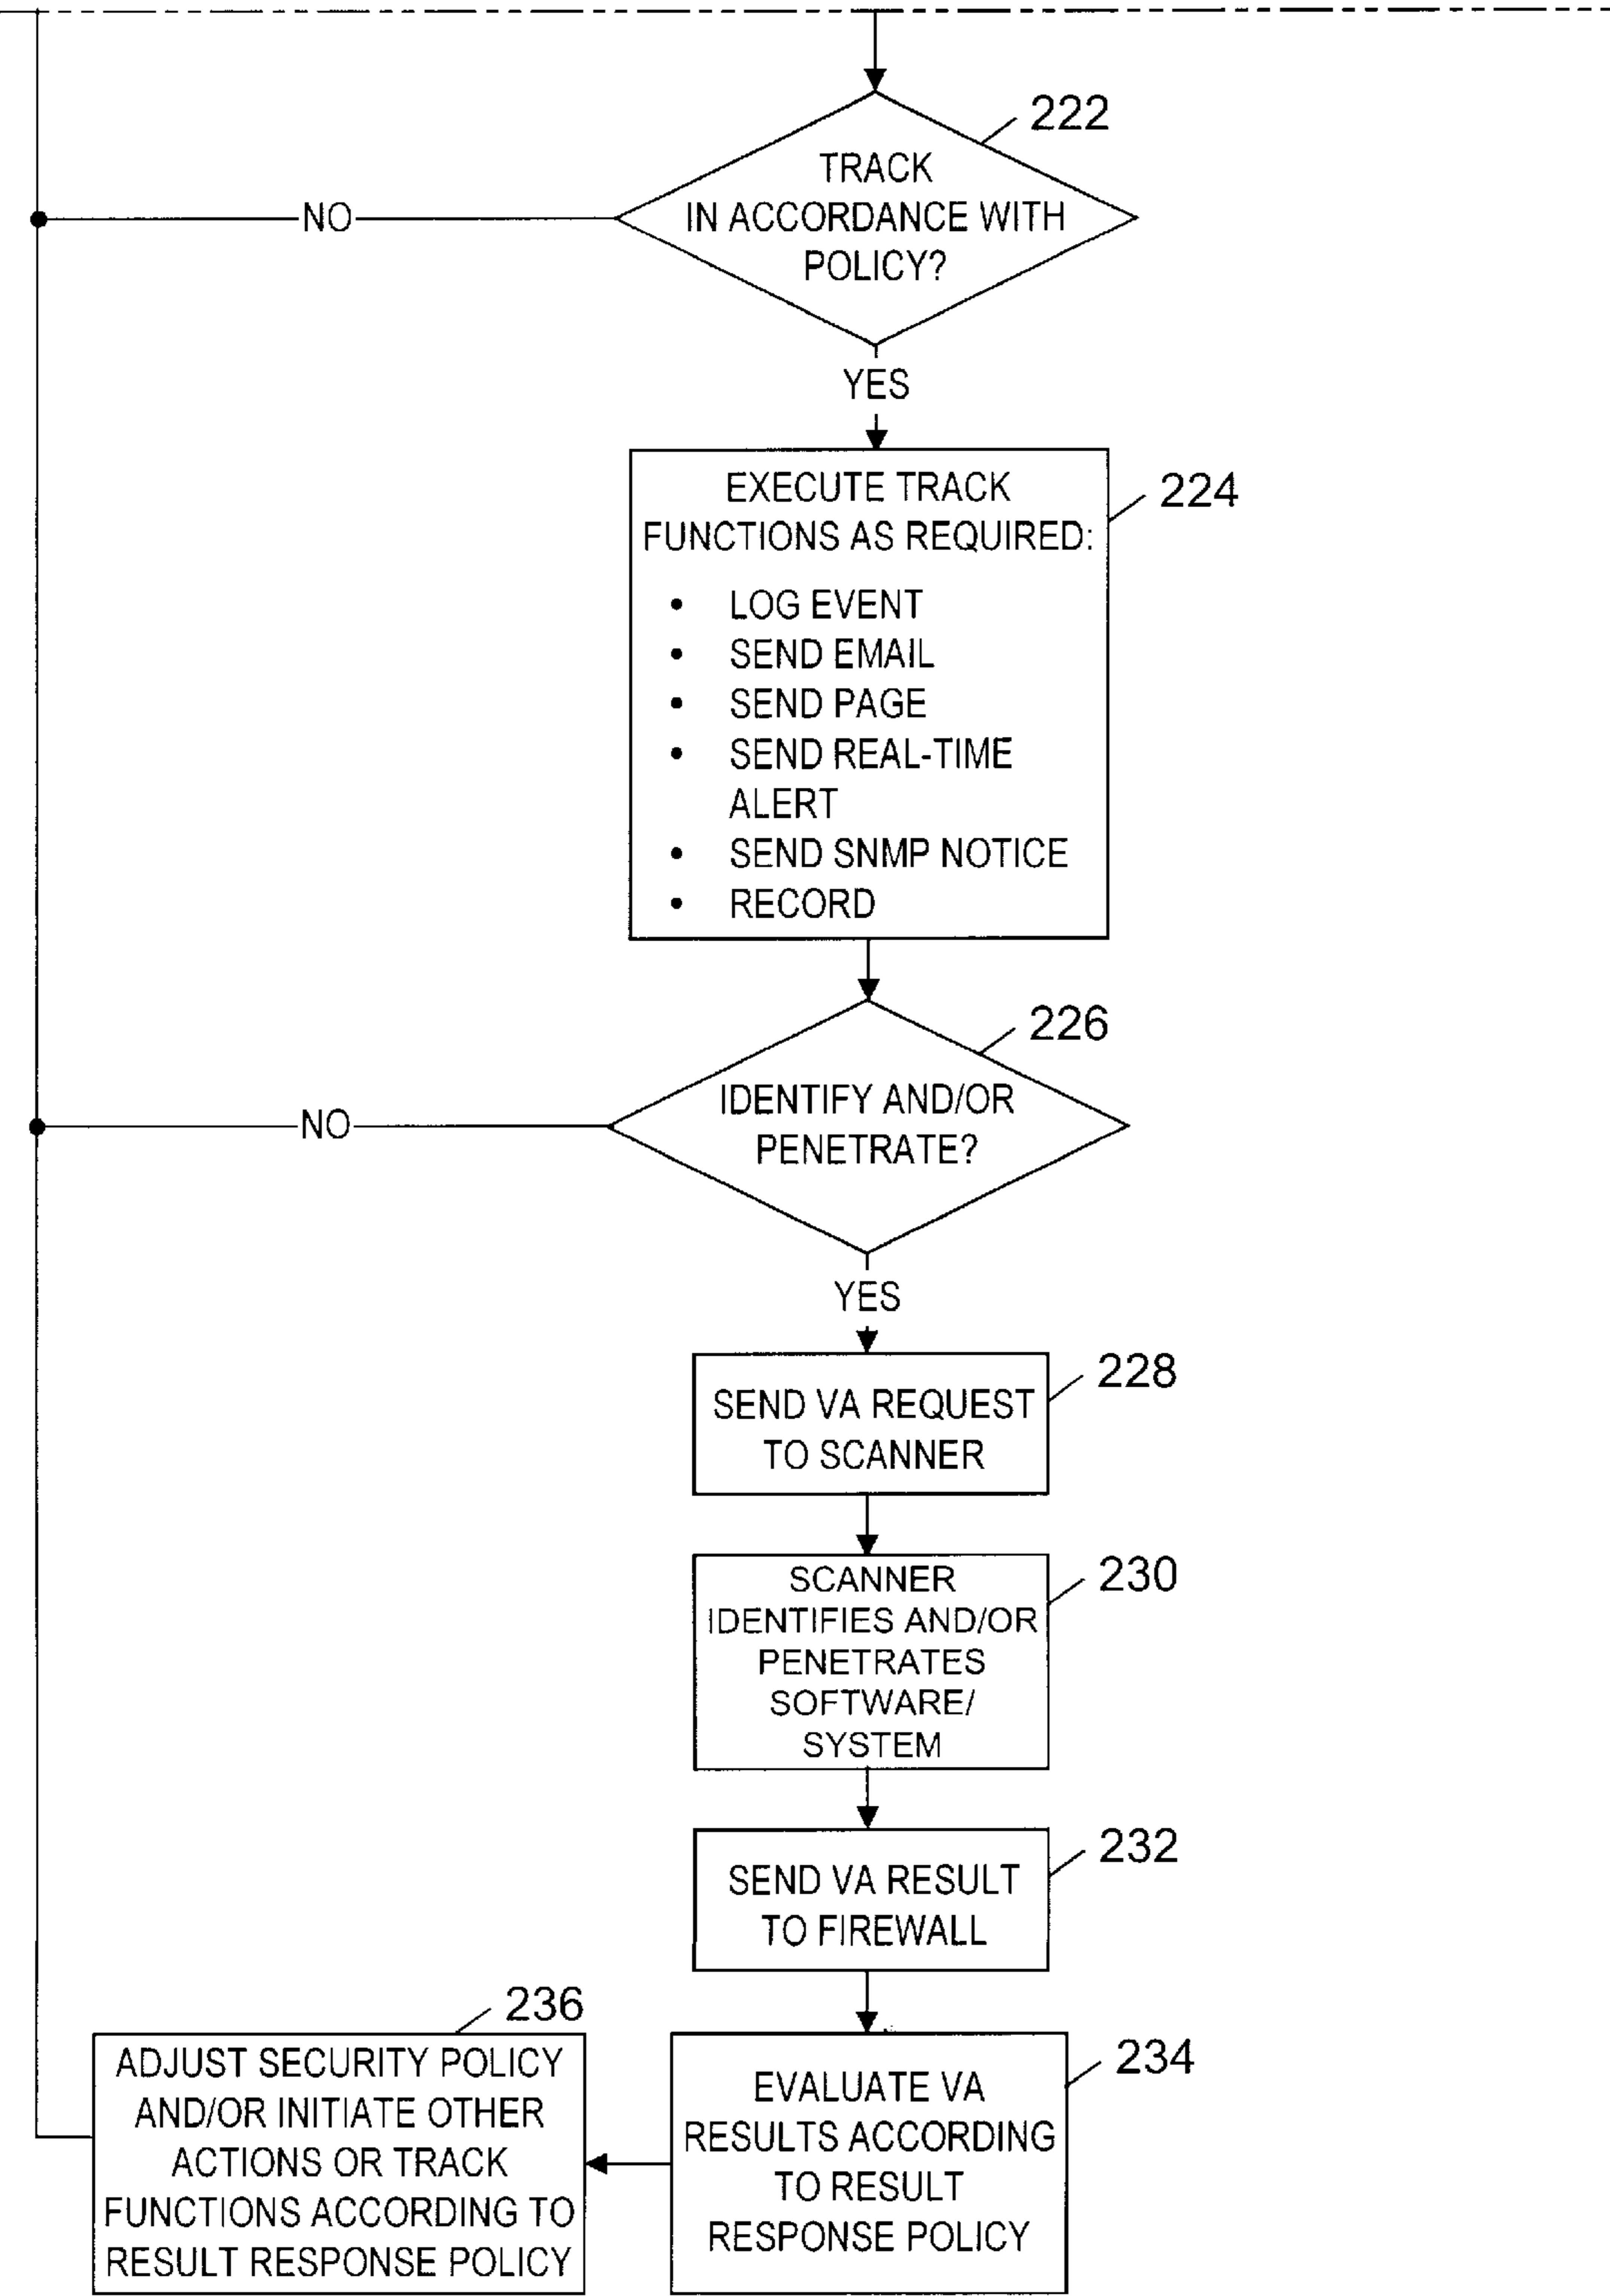 222
TRACK
IN ACCORDANCE WITH
POLICY?
NO
YES
224
EXECUTE TRACK
FUNCTIONS AS REQUIRED:
• LOG EVENT
• SEND EMAIL
• SEND PAGE
• SEND REAL-TIME
ALERT
• SEND SNMP NOTICE
• RECORD
226
IDENTIFY AND/OR
PENETRATE?
NO
YES
228
SEND VA REQUEST
TO SCANNER
230
SCANNER
IDENTIFIES AND/OR
PENETRATES
SOFTWARE/
SYSTEM
232
SEND VA RESULT
TO FIREWALL
234
EVALUATE VA
RESULTS ACCORDING
TO RESULT
RESPONSE POLICY
236
ADJUST SECURITY POLICY
AND/OR INITIATE OTHER
ACTIONS OR TRACK
FUNCTIONS ACCORDING TO
RESULT RESPONSE POLICY